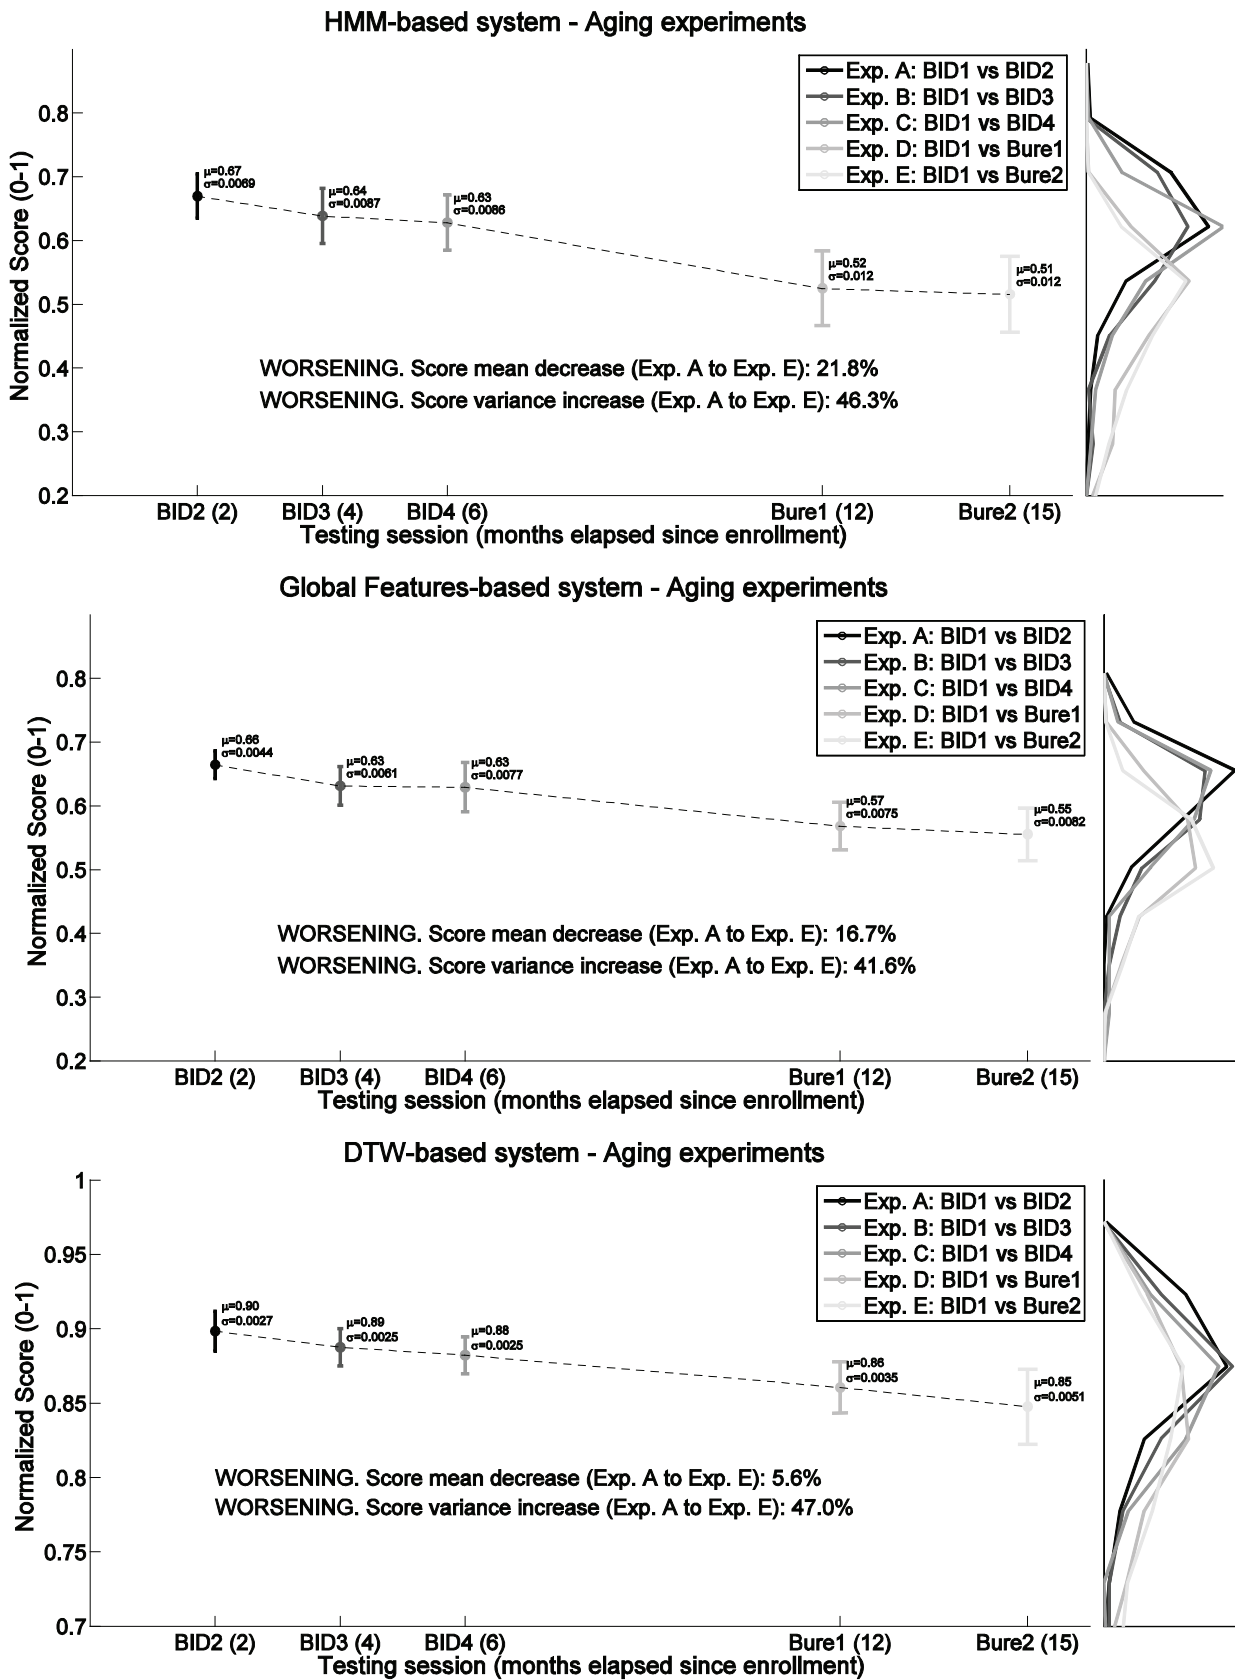 HMM-based system - Aging experiments
Exp. A: BID1 vs BID2
Exp. B: BID1 vs BID3
Exp. C: BID1 vs BID4
Exp. D: BID1 vs Bure1
Exp. E: BID1 vs Bure2
Normalized Score (0-1)
0.8
0.7
0.6
0.5
0.4
0.3
0.2
μ=0.67
σ=0.0069
μ=0.64
σ=0.0087
μ=0.63
σ=0.0086
μ=0.52
σ=0.012
μ=0.51
σ=0.012
WORSENING. Score mean decrease (Exp. A to Exp. E): 21.8%
WORSENING. Score variance increase (Exp. A to Exp. E): 46.3%
BID2 (2) BID3 (4) BID4 (6) Bure1 (12) Bure2 (15)
Testing session (months elapsed since enrollment)
Global Features-based system - Aging experiments
Exp. A: BID1 vs BID2
Exp. B: BID1 vs BID3
Exp. C: BID1 vs BID4
Exp. D: BID1 vs Bure1
Exp. E: BID1 vs Bure2
Normalized Score (0-1)
0.8
0.7
0.6
0.5
0.4
0.3
0.2
μ=0.66
σ=0.0044
μ=0.63
σ=0.0061
μ=0.63
σ=0.0077
μ=0.57
σ=0.0075
μ=0.55
σ=0.0082
WORSENING. Score mean decrease (Exp. A to Exp. E): 16.7%
WORSENING. Score variance increase (Exp. A to Exp. E): 41.6%
BID2 (2) BID3 (4) BID4 (6) Bure1 (12) Bure2 (15)
Testing session (months elapsed since enrollment)
DTW-based system - Aging experiments
Exp. A: BID1 vs BID2
Exp. B: BID1 vs BID3
Exp. C: BID1 vs BID4
Exp. D: BID1 vs Bure1
Exp. E: BID1 vs Bure2
Normalized Score (0-1)
1
0.95
0.9
0.85
0.8
0.75
0.7
μ=0.90
σ=0.0027
μ=0.89
σ=0.0025
μ=0.88
σ=0.0025
μ=0.86
σ=0.0035
μ=0.85
σ=0.0051
WORSENING. Score mean decrease (Exp. A to Exp. E): 5.6%
WORSENING. Score variance increase (Exp. A to Exp. E): 47.0%
BID2 (2) BID3 (4) BID4 (6) Bure1 (12) Bure2 (15)
Testing session (months elapsed since enrollment)